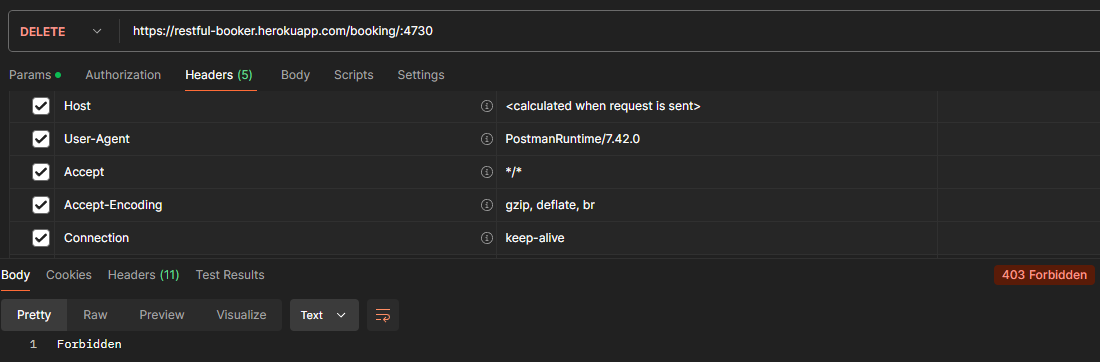 DELETE https://restful-booker.herokuapp.com/booking/:4730
Params Authorization Headers (5) Body Scripts Settings
Host <calculated when request is sent>
User-Agent PostmanRuntime/7.42.0
Accept */*
Accept-Encoding gzip, deflate, br
Connection keep-alive
Body Cookies Headers (11) Test Results 403 Forbidden
Pretty Raw Preview Visualize Text
1 Forbidden